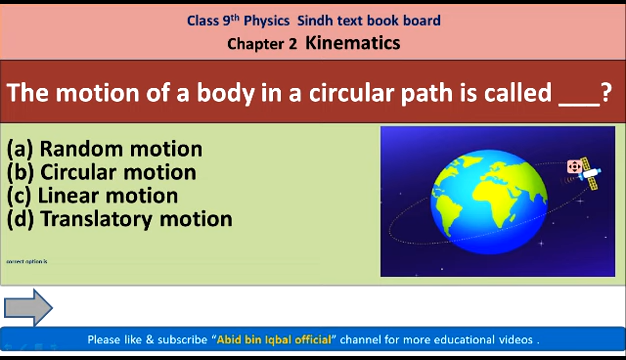 Class 9th Physics Sindh text book board
Chapter 2 Kinematics
The motion of a body in a circular path is called ___?
(a) Random motion
(b) Circular motion
(c) Linear motion
(d) Translatory motion
correct option is
Please like & subscribe “Abid bin Iqbal official” channel for more educational videos .